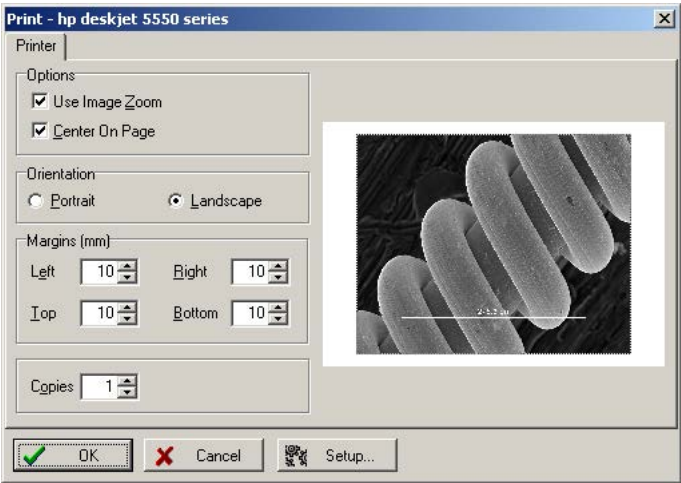 Print - hp deskjet 5550 series
Printer
Options
Use Image Zoom
Center On Page
Orientation
Portrait Landscape
Margins (mm)
Left 10 Right 10
Top 10 Bottom 10
Copies 1
OK Cancel Setup...